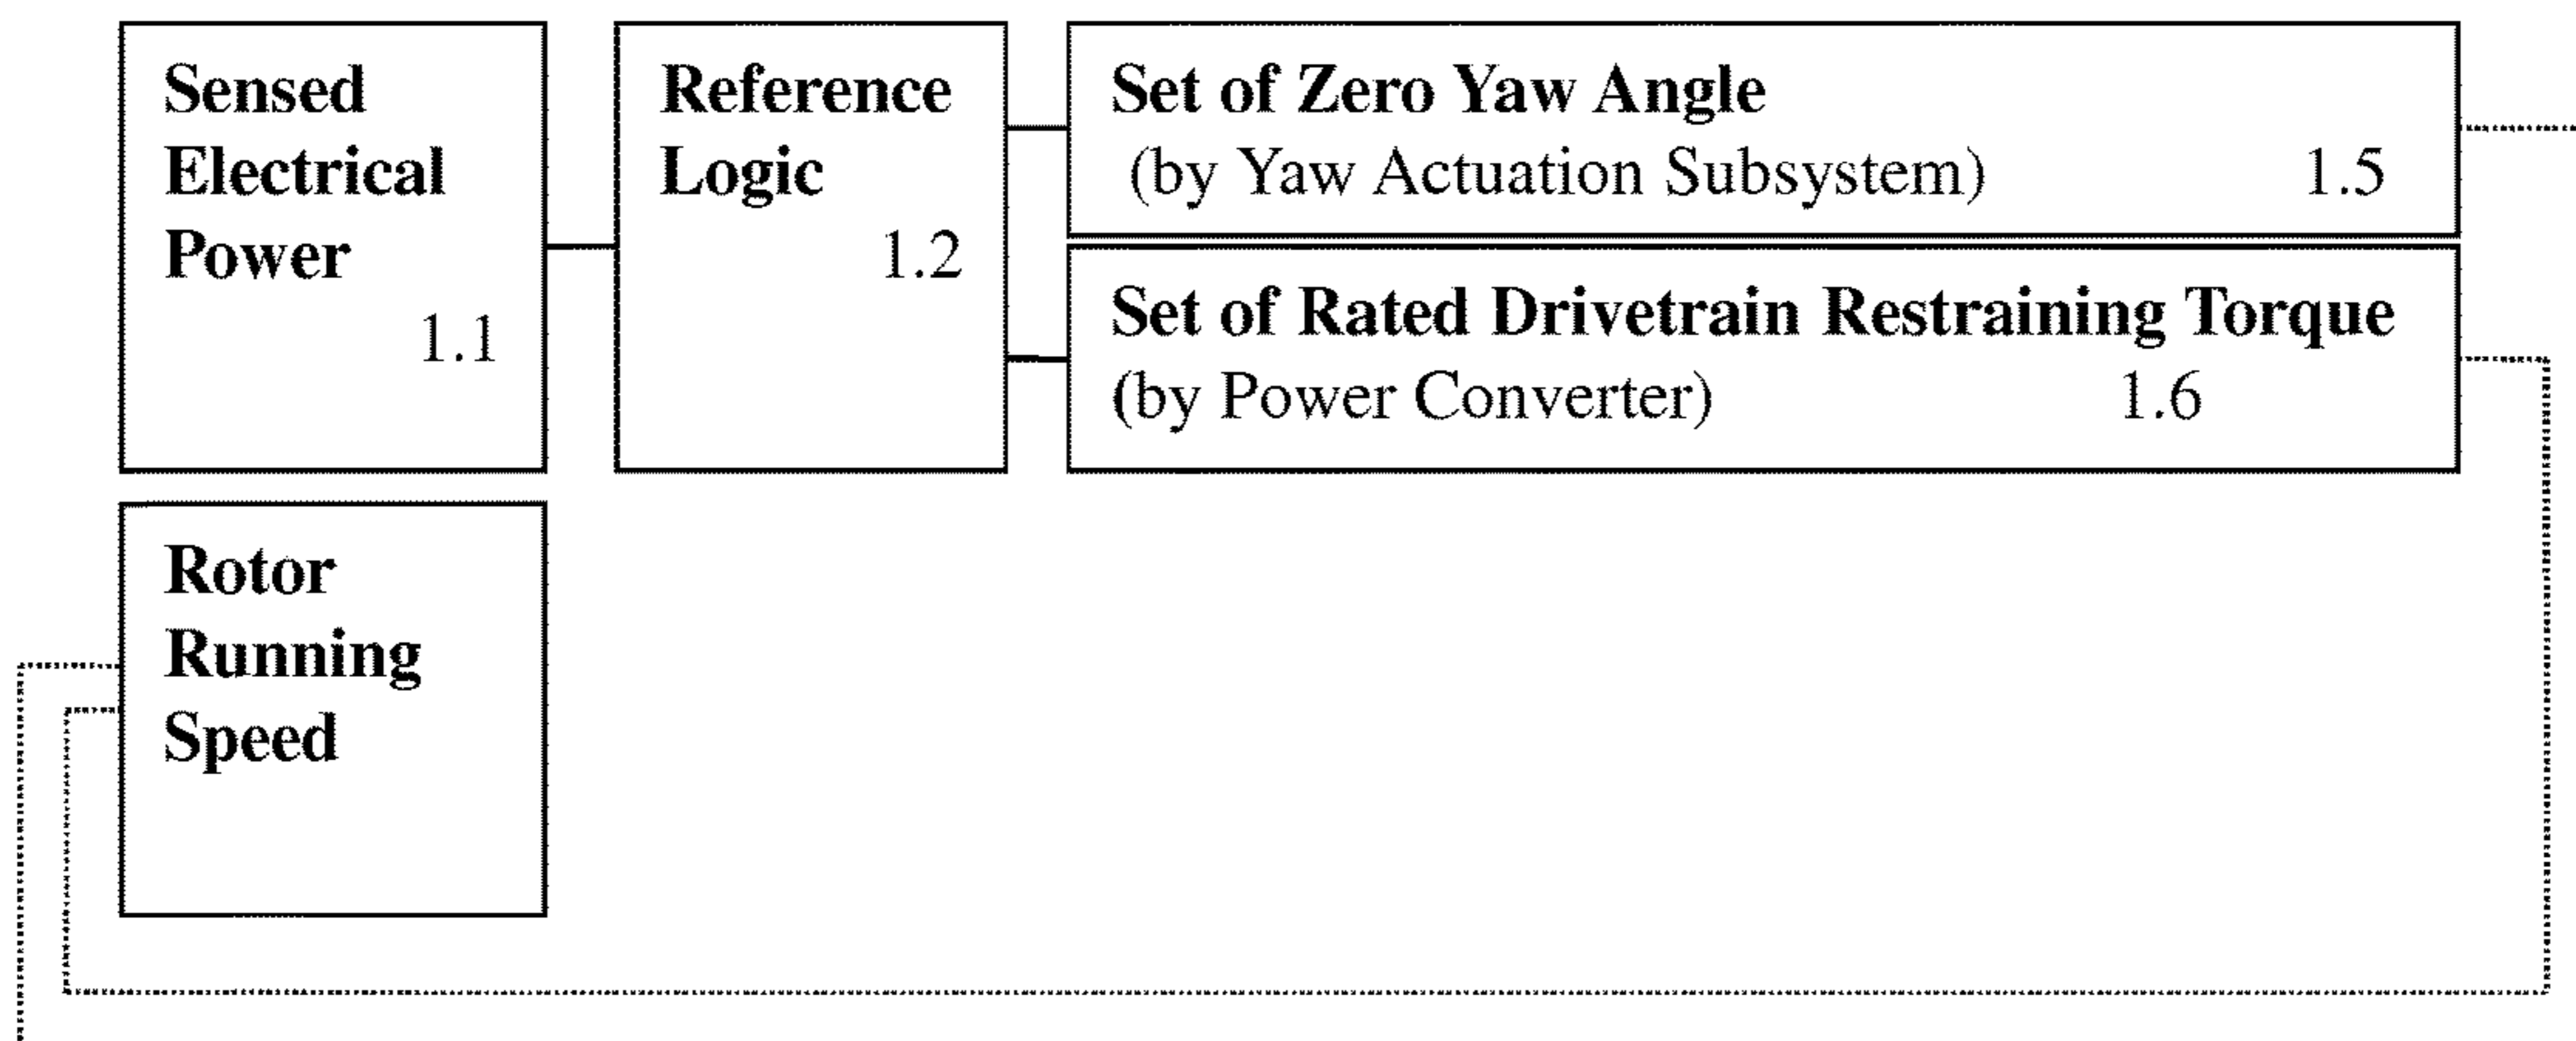 Sensed
Electrical
Power
1.1
Reference
Logic
1.2
Set of Zero Yaw Angle
(by Yaw Actuation Subsystem) 1.5
Set of Rated Drivetrain Restraining Torque
(by Power Converter) 1.6
Rotor
Running
Speed